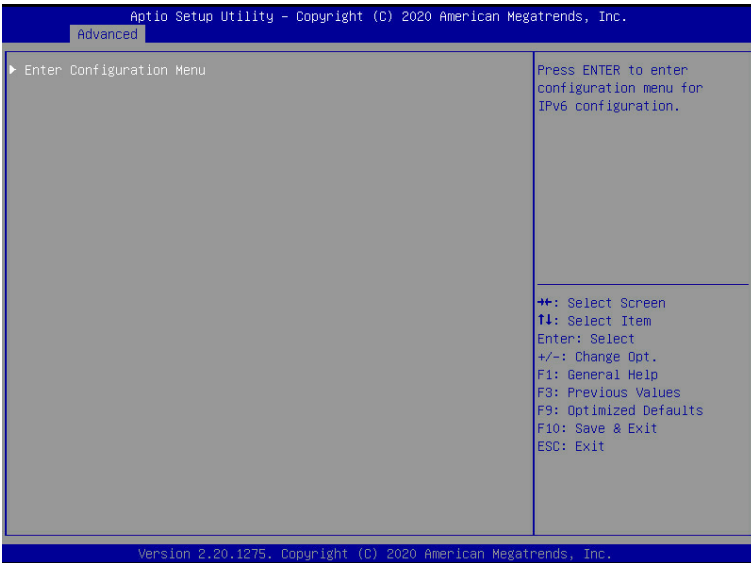 Aptio Setup Utility – Copyright (C) 2020 American Megatrends, Inc.
Advanced
▶ Enter Configuration Menu
Press ENTER to enter
configuration menu for
IPv6 configuration.
→←: Select Screen
↑↓: Select Item
Enter: Select
+/-: Change Opt.
F1: General Help
F3: Previous Values
F9: Optimized Defaults
F10: Save & Exit
ESC: Exit
Version 2.20.1275. Copyright (C) 2020 American Megatrends, Inc.